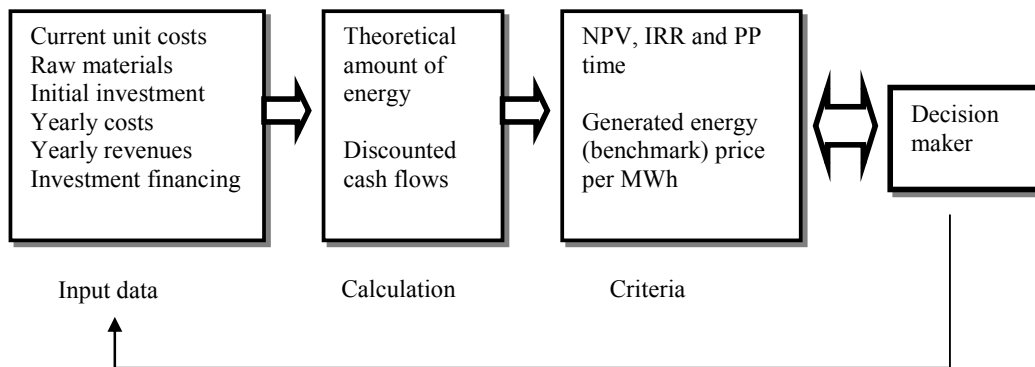 Current unit costs
Raw materials
Initial investment
Yearly costs
Yearly revenues
Investment financing
Theoretical
amount of
energy
Discounted
cash flows
NPV, IRR and PP
time
Generated energy
(benchmark) price
per MWh
Decision
maker
Input data
Calculation
Criteria